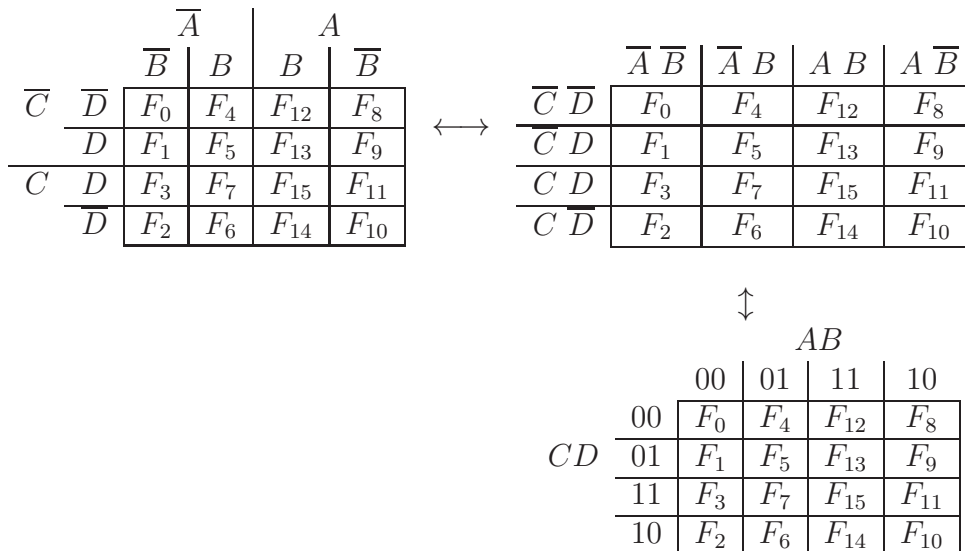 A̅ A
B̅ B B B̅ A̅ B̅ A̅ B A B A B̅
C̅ D̅ F₀ F₄ F₁₂ F₈ ⟷ C̅ D̅ F₀ F₄ F₁₂ F₈
D F₁ F₅ F₁₃ F₉ C̅ D F₁ F₅ F₁₃ F₉
C D F₃ F₇ F₁₅ F₁₁ C D F₃ F₇ F₁₅ F₁₁
D̅ F₂ F₆ F₁₄ F₁₀ C D̅ F₂ F₆ F₁₄ F₁₀
↕
AB
00 01 11 10
00 F₀ F₄ F₁₂ F₈
CD 01 F₁ F₅ F₁₃ F₉
11 F₃ F₇ F₁₅ F₁₁
10 F₂ F₆ F₁₄ F₁₀